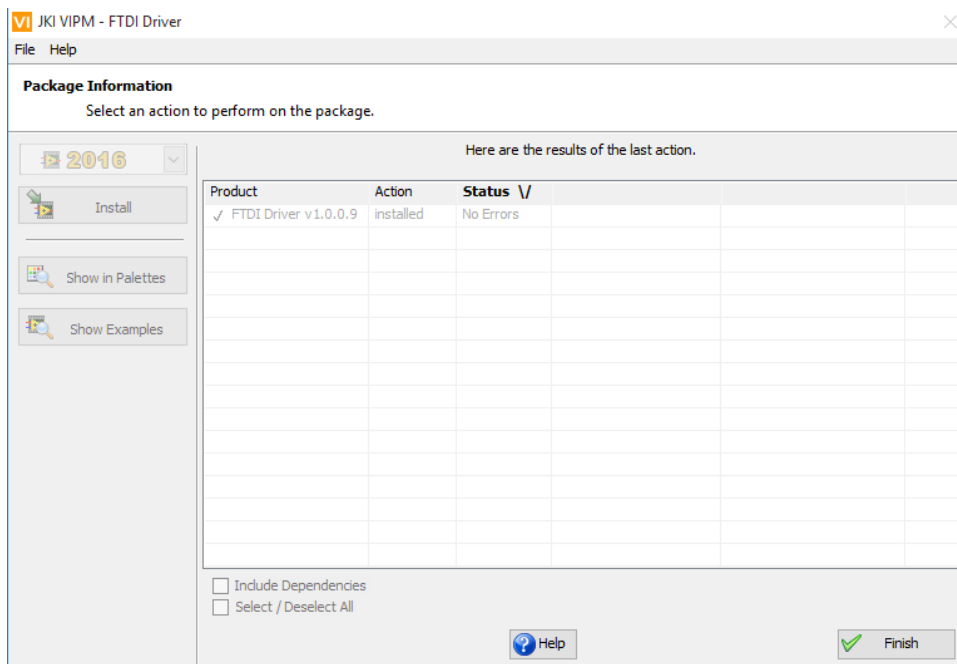 VI JKI VIPM - FTDI Driver
File Help
Package Information
Select an action to perform on the package.
2016
Install
Show in Palettes
Show Examples
Here are the results of the last action.
Product Action Status \/
FTDI Driver v1.0.0.9 installed No Errors
Include Dependencies
Select / Deselect All
? Help
Finish